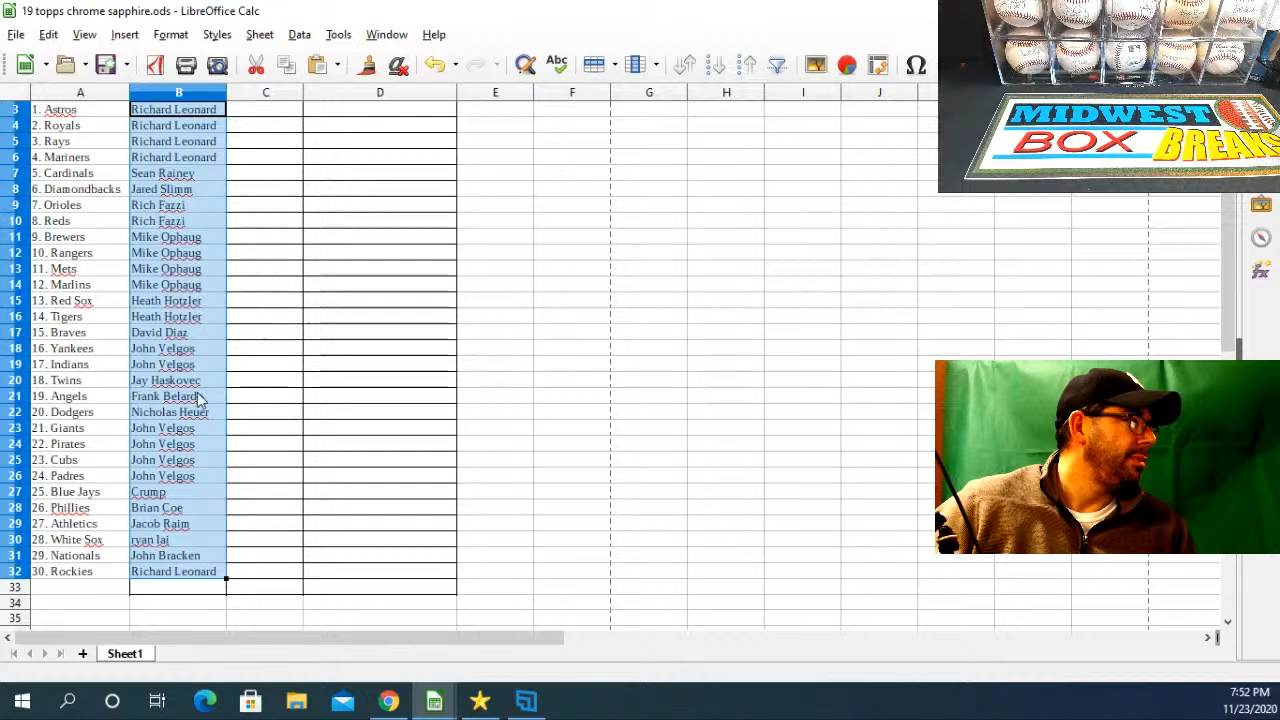 19 topps chrome sapphire.ods - LibreOffice Calc
File Edit View Insert Format Styles Sheet Data Tools Window Help
A B C D E F G H I J
3 1. Astros Richard Leonard
4 2. Royals Richard Leonard
5 3. Rays Richard Leonard
6 4. Mariners Richard Leonard
7 5. Cardinals Sean Rainey
8 6. Diamondbacks Jared Slimm
9 7. Orioles Rich Fazzi
10 8. Reds Rich Fazzi
11 9. Brewers Mike Ophaug
12 10. Rangers Mike Ophaug
13 11. Mets Mike Ophaug
14 12. Marlins Mike Ophaug
15 13. Red Sox Heath Hotzler
16 14. Tigers Heath Hotzler
17 15. Braves David Diaz
18 16. Yankees John Velgos
19 17. Indians John Velgos
20 18. Twins Jay Haskovec
21 19. Angels Frank Belard
22 20. Dodgers Nicholas Heuer
23 21. Giants John Velgos
24 22. Pirates John Velgos
25 23. Cubs John Velgos
26 24. Padres John Velgos
27 25. Blue Jays Crump
28 26. Phillies Brian Coe
29 27. Athletics Jacob Raim
30 28. White Sox ryan lai
31 29. Nationals John Bracken
32 30. Rockies Richard Leonard
33
34
35
Sheet1
MIDWEST
BOX BREAKS
7:52 PM
11/23/2020